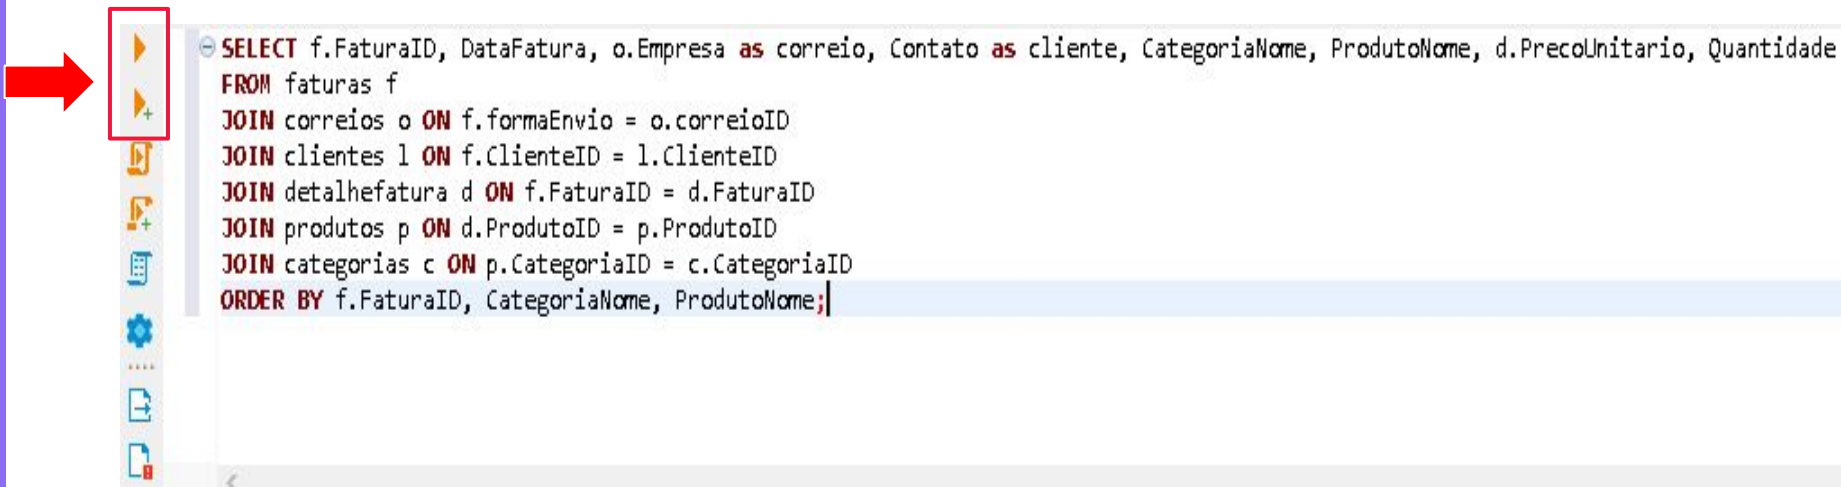 SELECT f.FaturaID, DataFatura, o.Empresa as correio, Contato as cliente, CategoriaNome, ProdutoNome, d.PrecoUnitario, Quantidade
FROM faturas f
JOIN correios o ON f.formaEnvio = o.correioID
JOIN clientes l ON f.ClienteID = l.ClienteID
JOIN detalhefatura d ON f.FaturaID = d.FaturaID
JOIN produtos p ON d.ProdutoID = p.ProdutoID
JOIN categorias c ON p.CategoriaID = c.CategoriaID
ORDER BY f.FaturaID, CategoriaNome, ProdutoNome;